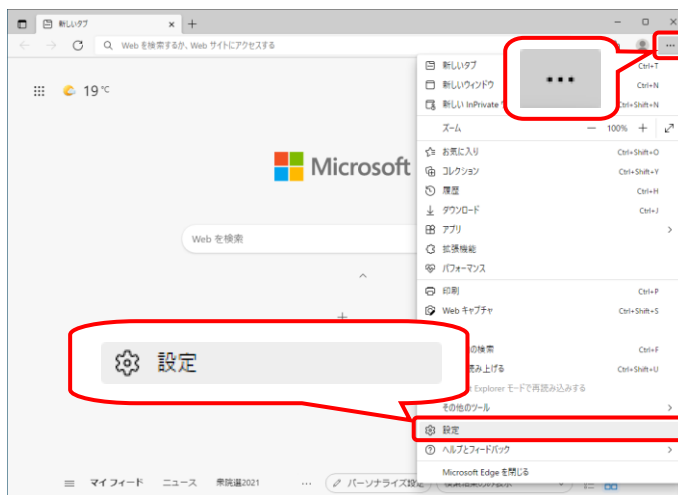 新しいタブ
Web を検索するか、Web サイトにアクセスする
19 °C
Microsoft
Web を検索
新しいタブ Ctrl+T
新しいウィンドウ Ctrl+N
新しい InPrivate Ctrl+Shift+N
ズーム 100%
お気に入り Ctrl+Shift+O
コレクション Ctrl+Shift+Y
履歴 Ctrl+H
ダウンロード Ctrl+J
アプリ
拡張機能
パフォーマンス
印刷 Ctrl+P
Web キャプチャ Ctrl+Shift+S
の検索 Ctrl+F
読み上げる Ctrl+Shift+U
Explorer モードで再読み込みする
その他のツール
設定
設定
ヘルプとフィードバック
Microsoft Edge を閉じる
マイ フィード ニュース 衆院選2021 ... パーソナライズ設定